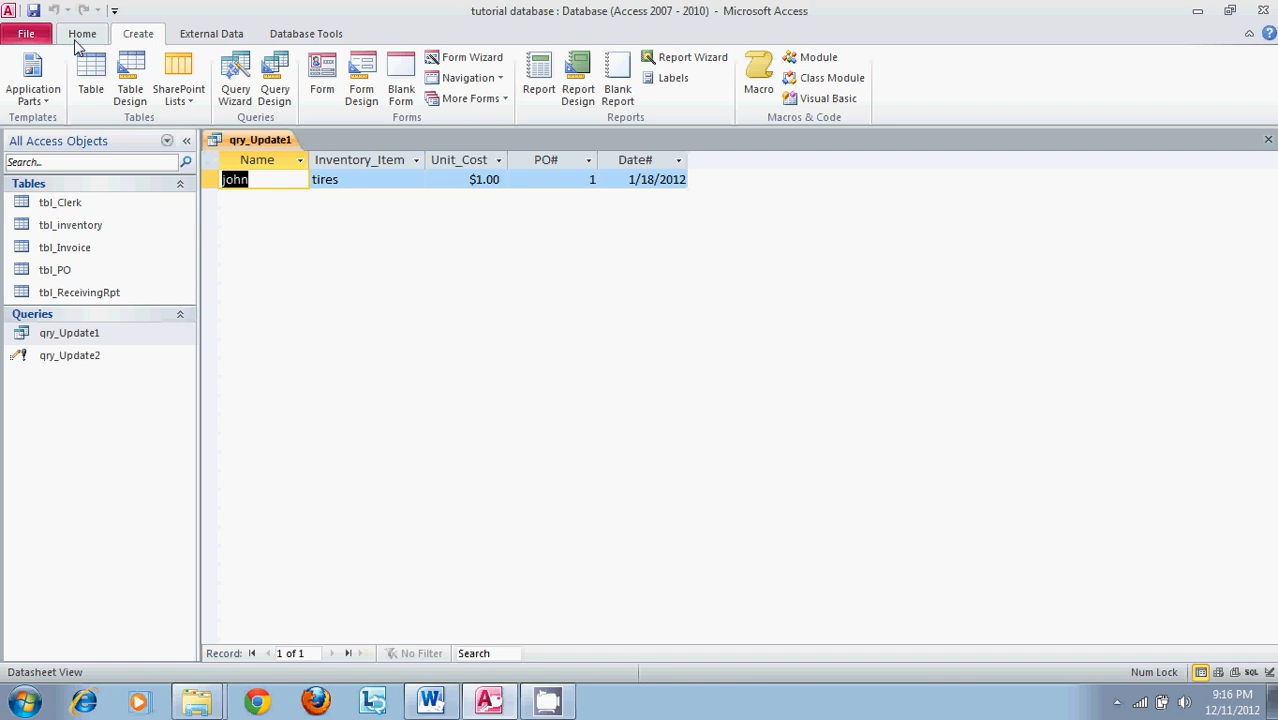 tutorial database : Database (Access 2007 - 2010) - Microsoft Access
File Home Create External Data Database Tools
Application Parts
Table
Table Design
SharePoint Lists
Query Wizard
Query Design
Form
Form Design
Blank Form
Form Wizard
Navigation
More Forms
Report
Report Design
Blank Report
Report Wizard
Labels
Macro
Module
Class Module
Visual Basic
Templates Tables Queries Forms Reports Macros & Code
All Access Objects
Search...
Tables
tbl_Clerk
tbl_inventory
tbl_Invoice
tbl_PO
tbl_ReceivingRpt
Queries
qry_Update1
qry_Update2
qry_Update1
Name Inventory_Item Unit_Cost PO# Date#
john tires $1.00 1 1/18/2012
Record: 1 of 1 No Filter Search
Datasheet View Num Lock SQL
9:16 PM
12/11/2012